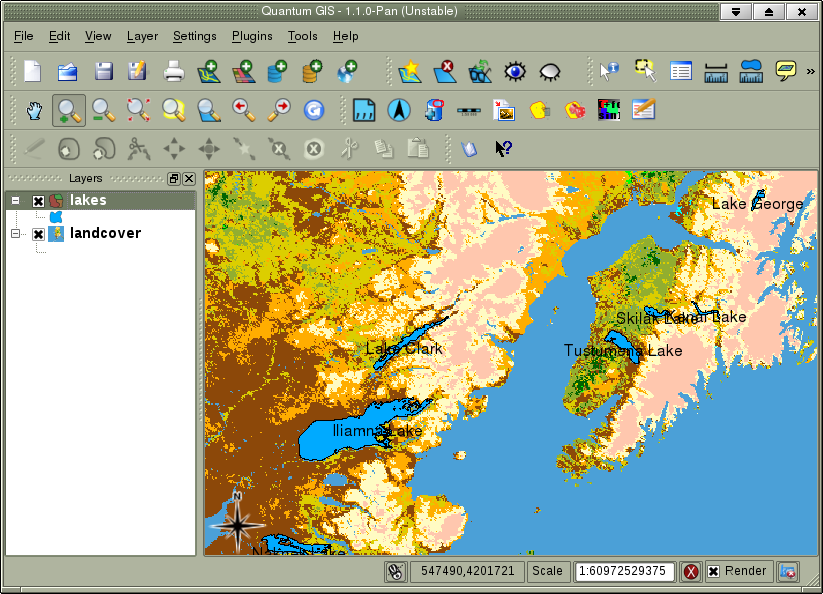 Quantum GIS - 1.1.0-Pan (Unstable)
File Edit View Layer Settings Plugins Tools Help
Layers
lakes
landcover
Lake George
Skilak Lake
Kenai Lake
Lake Clark
Tustumena Lake
Iliamna Lake
N
547490,4201721 Scale 1:60972529375 Render